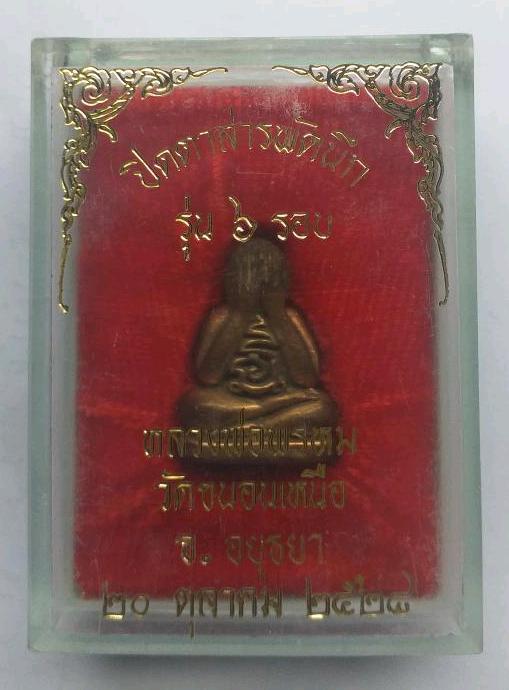 ปิดตาสารพัดนึก
รุ่น ๖ รอบ
หลวงพ่อพรหม
วัดขนอนเหนือ
จ. อยุธยา
๒๐ ตุลาคม ๒๕๒๘